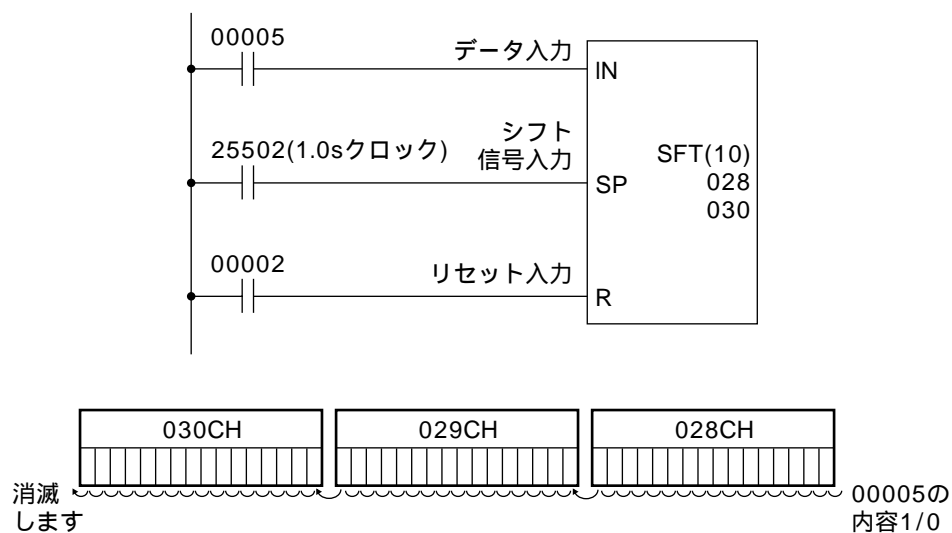 00005
データ入力
IN
25502(1.0sクロック)
シフト
信号入力
SP
SFT(10)
028
030
00002
リセット入力
R
030CH
029CH
028CH
消滅
します
00005の
内容1/0